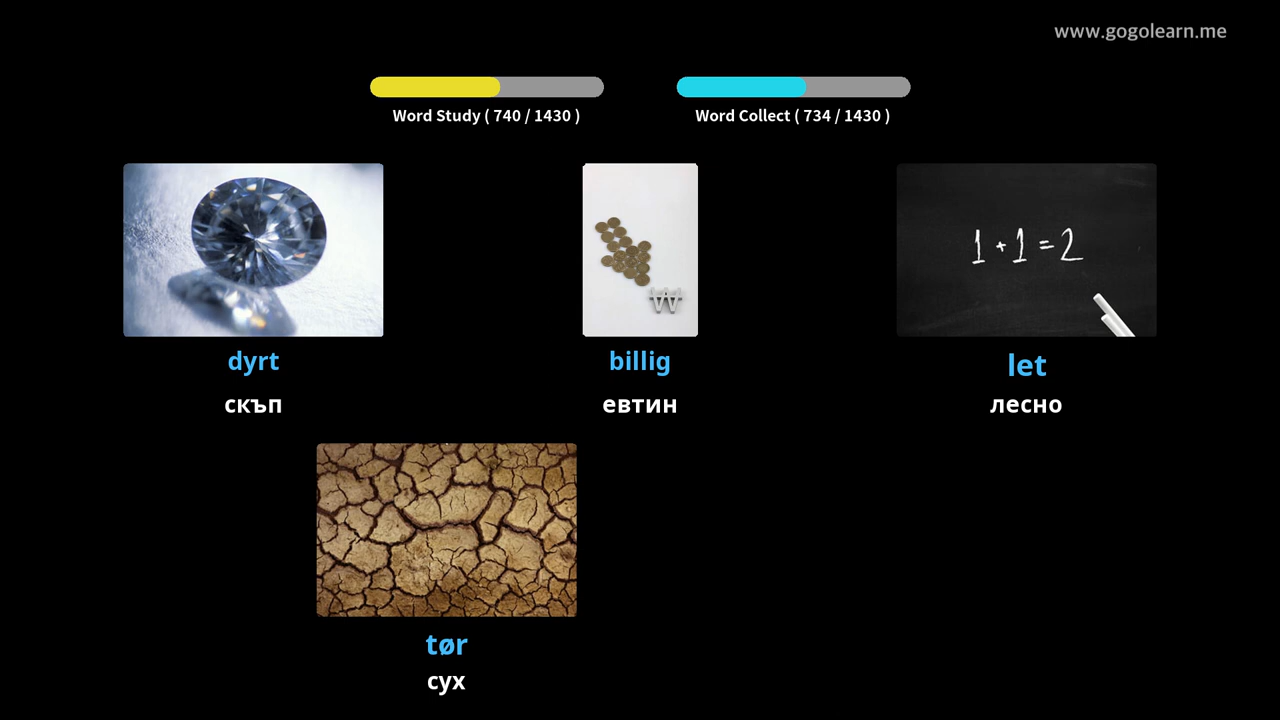 www.gogolearn.me
Word Study ( 740 / 1430 )
Word Collect ( 734 / 1430 )
1 + 1 = 2
₩
dyrt
billig
let
скъп
евтин
лесно
tør
сух